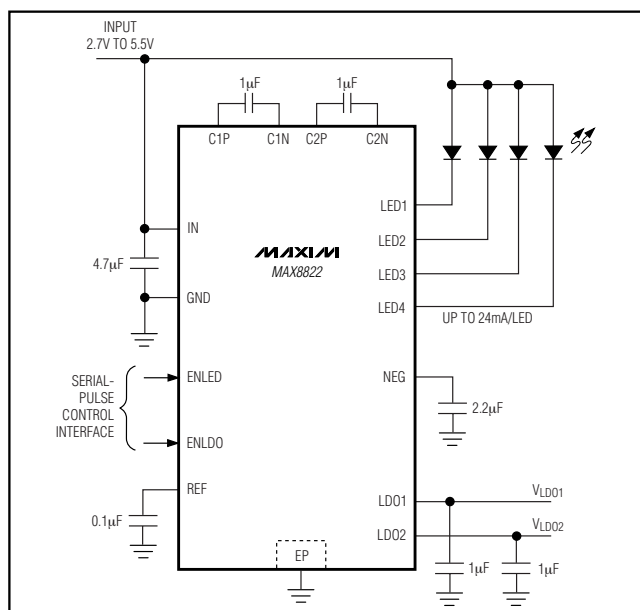 INPUT
2.7V TO 5.5V
1μF
1μF
C1P
C1N
C2P
C2N
LED1
IN
MAXIM
LED2
MAX8822
4.7μF
LED3
GND
LED4
UP TO 24mA/LED
SERIAL-
PULSE
CONTROL
INTERFACE
ENLED
NEG
2.2μF
ENLDO
REF
0.1μF
LDO1
VLDO1
LDO2
VLDO2
EP
1μF
1μF